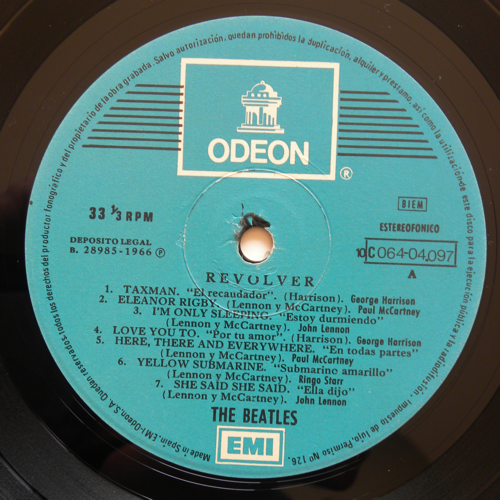 Reservados todos los derechos del productor fonográfico y del propietario de la obra grabada. Salvo autorización, quedan prohibidos la duplicación, alquiler y préstamo, así como la utilización de este disco para la ejecución pública y radiodifusión. Impuesto de lujo, Permiso Nº 126.
Made in Spain. EMI-Odeon, S.A. Quedan
ODEON
®
33 1/3 RPM
BIEM
ESTEREOFONICO
DEPOSITO LEGAL
B. 28985-1966 Ⓟ
10C064-04.097
A
REVOLVER
1. TAXMAN. "El recaudador". (Harrison). George Harrison
2. ELEANOR RIGBY. (Lennon y McCartney). Paul McCartney
3. I'M ONLY SLEEPING. "Estoy durmiendo"
(Lennon y McCartney). John Lennon
4. LOVE YOU TO. "Por tu amor". (Harrison). George Harrison
5. HERE, THERE AND EVERYWHERE. "En todas partes"
(Lennon y McCartney). Paul McCartney
6. YELLOW SUBMARINE. "Submarino amarillo"
(Lennon y McCartney). Ringo Starr
7. SHE SAID SHE SAID. "Ella dijo"
(Lennon y McCartney). John Lennon
THE BEATLES
EMI